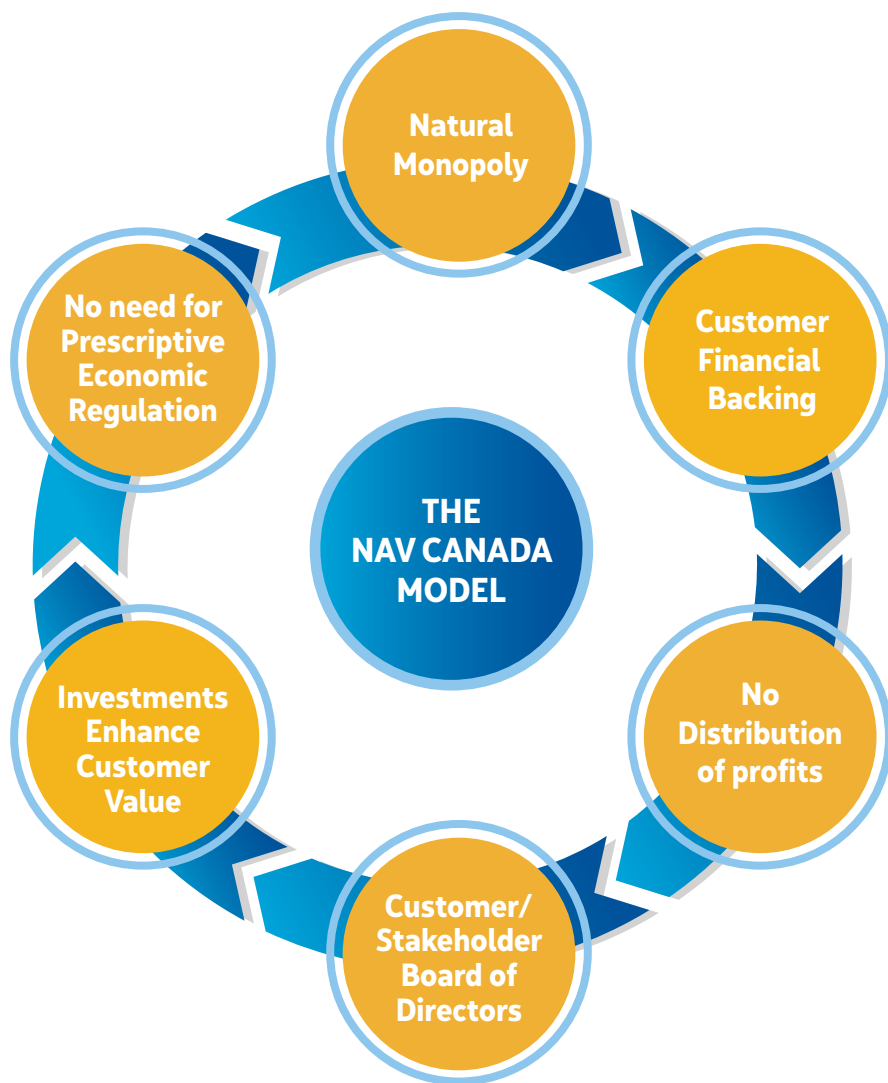 Natural
Monopoly
Customer
Financial
Backing
No
Distribution
of profits
Customer/
Stakeholder
Board of
Directors
Investments
Enhance
Customer
Value
No need for
Prescriptive
Economic
Regulation
THE
NAV CANADA
MODEL